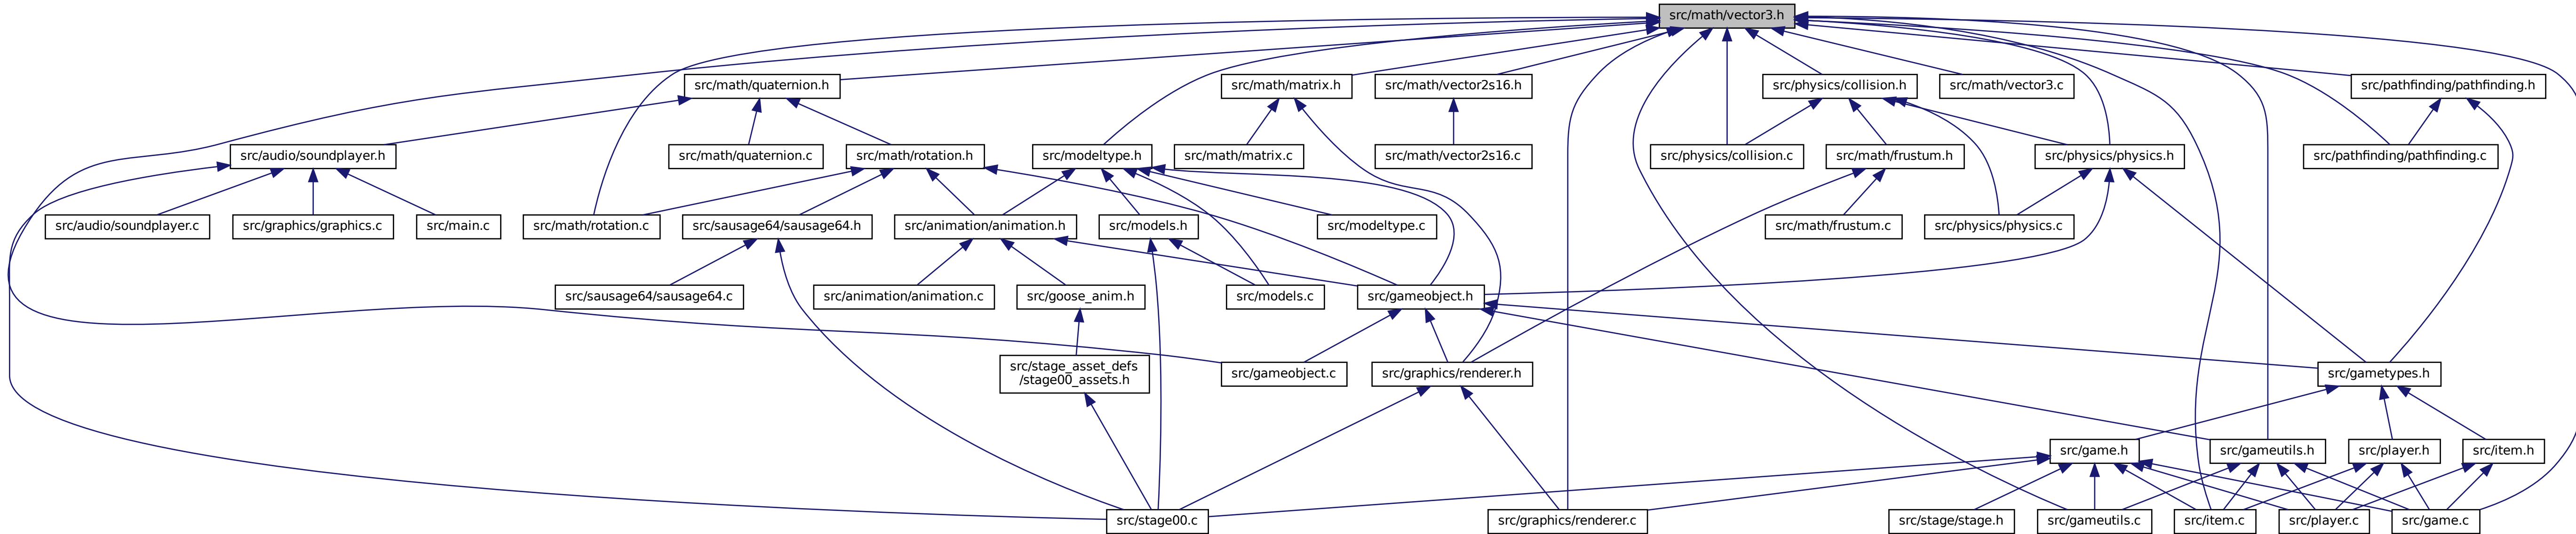 src/math/vector3.h
src/math/quaternion.h
src/math/matrix.h
src/math/vector2s16.h
src/physics/collision.h
src/math/vector3.c
src/pathfinding/pathfinding.h
src/audio/soundplayer.h
src/math/quaternion.c
src/math/rotation.h
src/modeltype.h
src/math/matrix.c
src/math/vector2s16.c
src/physics/collision.c
src/math/frustum.h
src/physics/physics.h
src/pathfinding/pathfinding.c
src/audio/soundplayer.c
src/graphics/graphics.c
src/main.c
src/math/rotation.c
src/sausage64/sausage64.h
src/animation/animation.h
src/models.h
src/modeltype.c
src/math/frustum.c
src/physics/physics.c
src/sausage64/sausage64.c
src/animation/animation.c
src/goose_anim.h
src/models.c
src/gameobject.h
src/stage_asset_defs
/stage00_assets.h
src/gameobject.c
src/graphics/renderer.h
src/gametypes.h
src/game.h
src/gameutils.h
src/player.h
src/item.h
src/stage00.c
src/graphics/renderer.c
src/stage/stage.h
src/gameutils.c
src/item.c
src/player.c
src/game.c